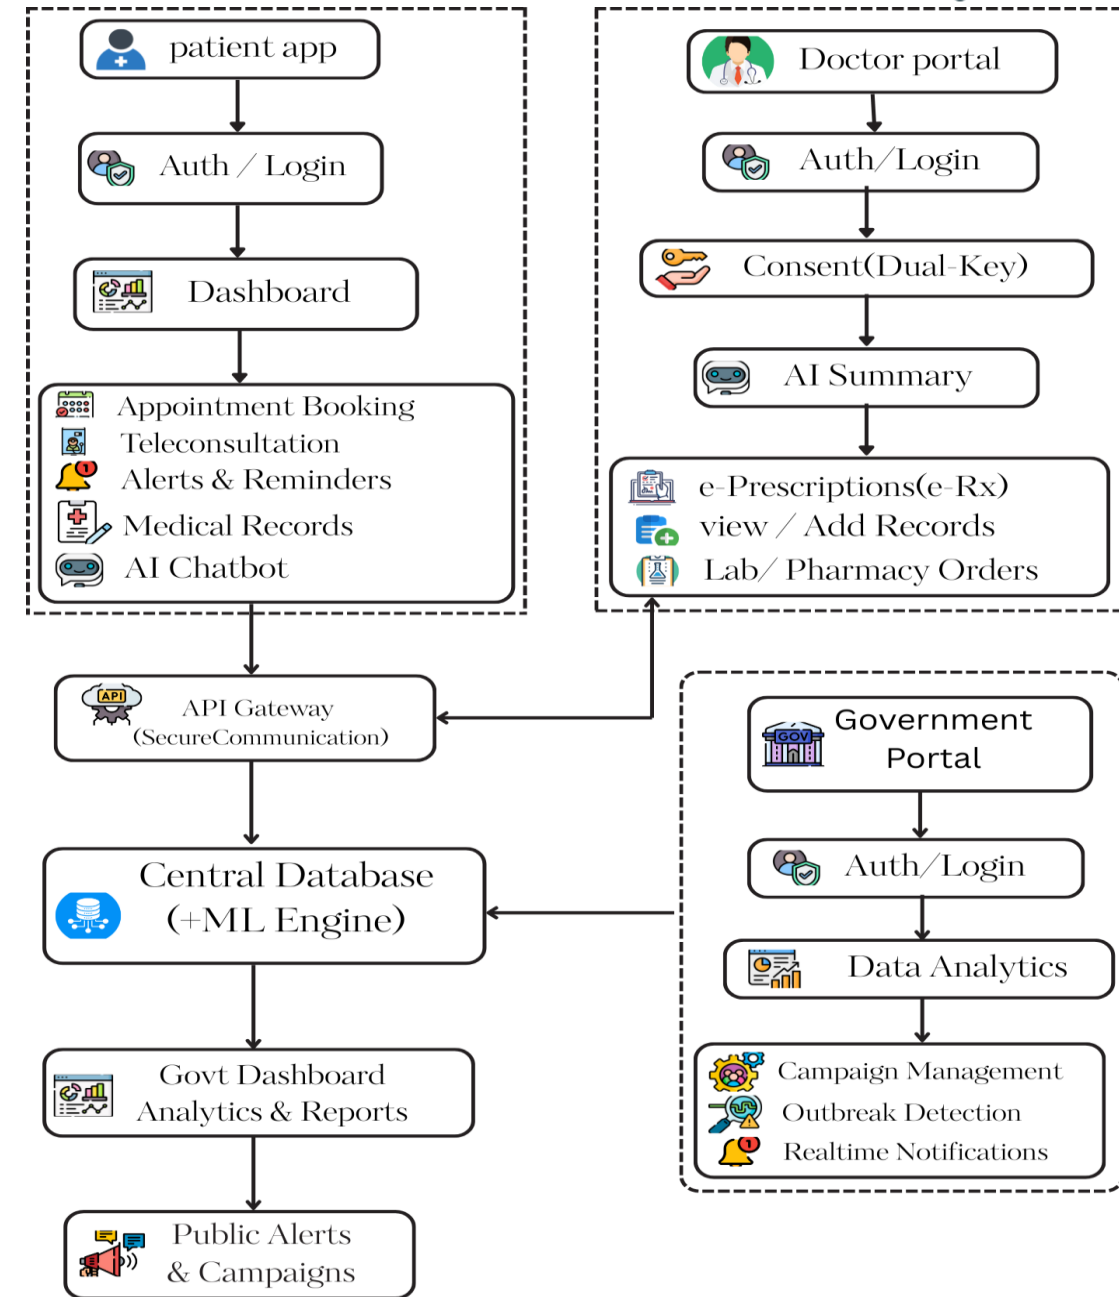 patient app
Auth / Login
Dashboard
Appointment Booking
Teleconsultation
1
Alerts & Reminders
Medical Records
AI Chatbot
Doctor portal
Auth/Login
Consent(Dual-Key)
AI Summary
e-Prescriptions(e-Rx)
view / Add Records
Lab/ Pharmacy Orders
API
API Gateway
(SecureCommunication)
Central Database
(+ML Engine)
Govt Dashboard
Analytics & Reports
Public Alerts
& Campaigns
GOV
Government
Portal
Auth/Login
Data Analytics
Campaign Management
Outbreak Detection
1
Realtime Notifications